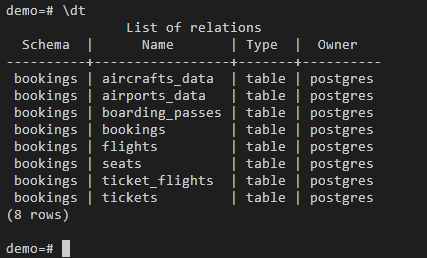 demo=# \dt
               List of relations
  Schema  |      Name       | Type  |  Owner
----------+-----------------+-------+----------
 bookings | aircrafts_data  | table | postgres
 bookings | airports_data   | table | postgres
 bookings | boarding_passes | table | postgres
 bookings | bookings        | table | postgres
 bookings | flights         | table | postgres
 bookings | seats           | table | postgres
 bookings | ticket_flights  | table | postgres
 bookings | tickets         | table | postgres
(8 rows)
demo=#